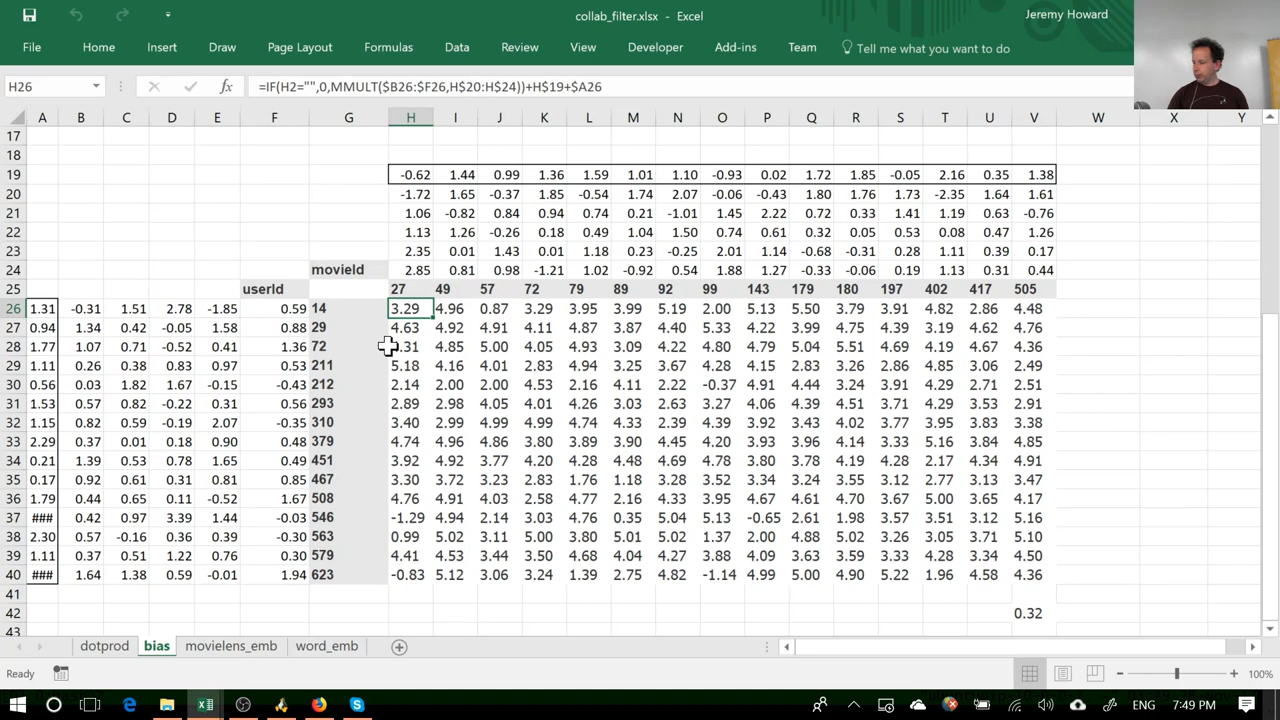 collab_filter.xlsx - Excel
Jeremy Howard
File Home Insert Draw Page Layout Formulas Data Review View Developer Add-ins Team Tell me what you want to do
H26 fx =IF(H2="",0,MMULT($B26:$F26,H$20:H$24))+H$19+$A26
A B C D E F G H I J K L M N O P Q R S T U V W X Y
17
18
19 -0.62 1.44 0.99 1.36 1.59 1.01 1.10 -0.93 0.02 1.72 1.85 -0.05 2.16 0.35 1.38
20 -1.72 1.65 -0.37 1.85 -0.54 1.74 2.07 -0.06 -0.43 1.80 1.76 1.73 -2.35 1.64 1.61
21 1.06 -0.82 0.84 0.94 0.74 0.21 -1.01 1.45 2.22 0.72 0.33 1.41 1.19 0.63 -0.76
22 1.13 1.26 -0.26 0.18 0.49 1.04 1.50 0.74 0.61 0.32 0.05 0.53 0.08 0.47 1.26
23 2.35 0.01 1.43 0.01 1.18 0.23 -0.25 2.01 1.14 -0.68 -0.31 0.28 1.11 0.39 0.17
24 movieId 2.85 0.81 0.98 -1.21 1.02 -0.92 0.54 1.88 1.27 -0.33 -0.06 0.19 1.13 0.31 0.44
25 userId 27 49 57 72 79 89 92 99 143 179 180 197 402 417 505
26 1.31 -0.31 1.51 2.78 -1.85 0.59 14 3.29 4.96 0.87 3.29 3.95 3.99 5.19 2.00 5.13 5.50 3.79 3.91 4.82 2.86 4.48
27 0.94 1.34 0.42 -0.05 1.58 0.88 29 4.63 4.92 4.91 4.11 4.87 3.87 4.40 5.33 4.22 3.99 4.75 4.39 3.19 4.62 4.76
28 1.77 1.07 0.71 -0.52 0.41 1.36 72 .31 4.85 5.00 4.05 4.93 3.09 4.22 4.80 4.79 5.04 5.51 4.69 4.19 4.67 4.36
29 1.11 0.26 0.38 0.83 0.97 0.53 211 5.18 4.16 4.01 2.83 4.94 3.25 3.67 4.28 4.15 2.83 3.26 2.86 4.85 3.06 2.49
30 0.56 0.03 1.82 1.67 -0.15 -0.43 212 2.14 2.00 2.00 4.53 2.16 4.11 2.22 -0.37 4.91 4.44 3.24 3.91 4.29 2.71 2.51
31 1.53 0.57 0.82 -0.22 0.31 0.56 293 2.89 2.98 4.05 4.01 4.26 3.03 2.63 3.27 4.06 4.39 4.51 3.71 4.29 3.53 2.91
32 1.15 0.82 0.59 -0.19 2.07 -0.35 310 3.40 2.99 4.99 4.99 4.74 4.33 2.39 4.39 3.92 3.43 4.02 3.77 3.95 3.83 4.38
33 2.29 0.37 0.01 0.18 0.90 0.48 379 4.74 4.96 4.86 3.80 3.89 3.90 4.45 4.20 3.93 3.96 4.14 3.33 5.16 3.84 4.85
34 0.21 1.39 0.53 0.78 1.65 0.49 451 3.92 4.92 3.77 4.20 4.28 4.48 4.69 4.78 3.80 3.78 4.19 4.28 2.17 4.34 4.91
35 0.17 0.92 0.61 0.31 0.81 0.85 467 3.30 3.72 3.23 2.83 1.76 1.18 3.28 3.52 3.34 3.24 3.55 3.12 2.77 3.13 3.47
36 1.79 0.44 0.65 0.11 -0.52 1.67 508 4.76 4.91 4.03 2.58 4.77 2.16 4.33 3.95 4.67 4.61 4.70 3.67 5.00 3.65 4.17
37 ### 0.42 0.97 3.39 1.44 -0.03 546 -1.29 4.94 2.14 3.03 4.76 0.35 5.04 5.13 -0.65 2.61 1.98 3.57 3.51 3.12 5.16
38 2.30 0.57 -0.16 0.36 0.39 -0.30 563 0.99 5.02 3.11 5.00 3.80 5.01 5.02 1.37 2.00 4.88 5.02 3.26 3.05 3.71 5.10
39 1.11 0.37 0.51 1.22 0.76 0.30 579 4.41 4.53 3.44 3.50 4.68 4.04 4.27 3.88 4.09 3.63 3.59 3.33 4.28 3.34 4.50
40 ### 1.64 1.38 0.59 -0.01 1.94 623 -0.83 5.12 3.06 3.24 1.39 2.75 4.82 -1.14 4.99 5.00 4.90 5.22 1.96 4.58 4.36
41
42 0.32
43
dotprod bias movielens_emb word_emb
Ready 100%
ENG 7:49 PM